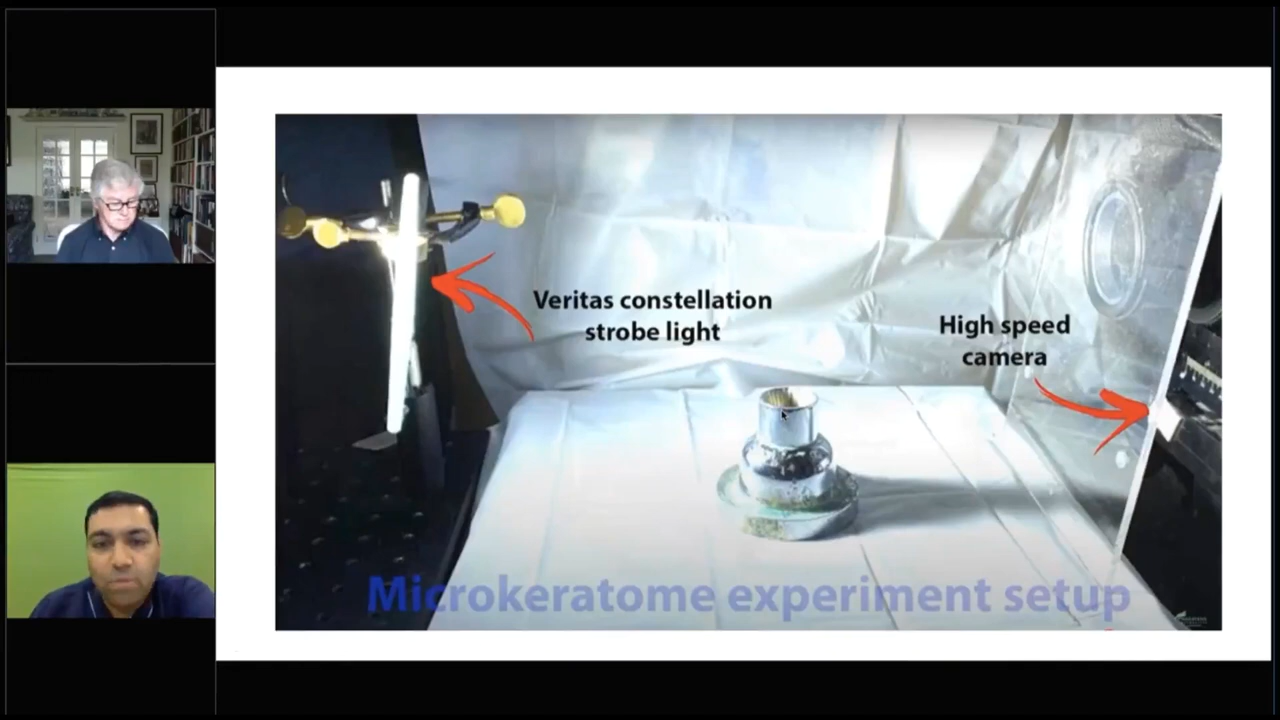 Veritas constellation
strobe light
High speed
camera
Microkeratome experiment setup